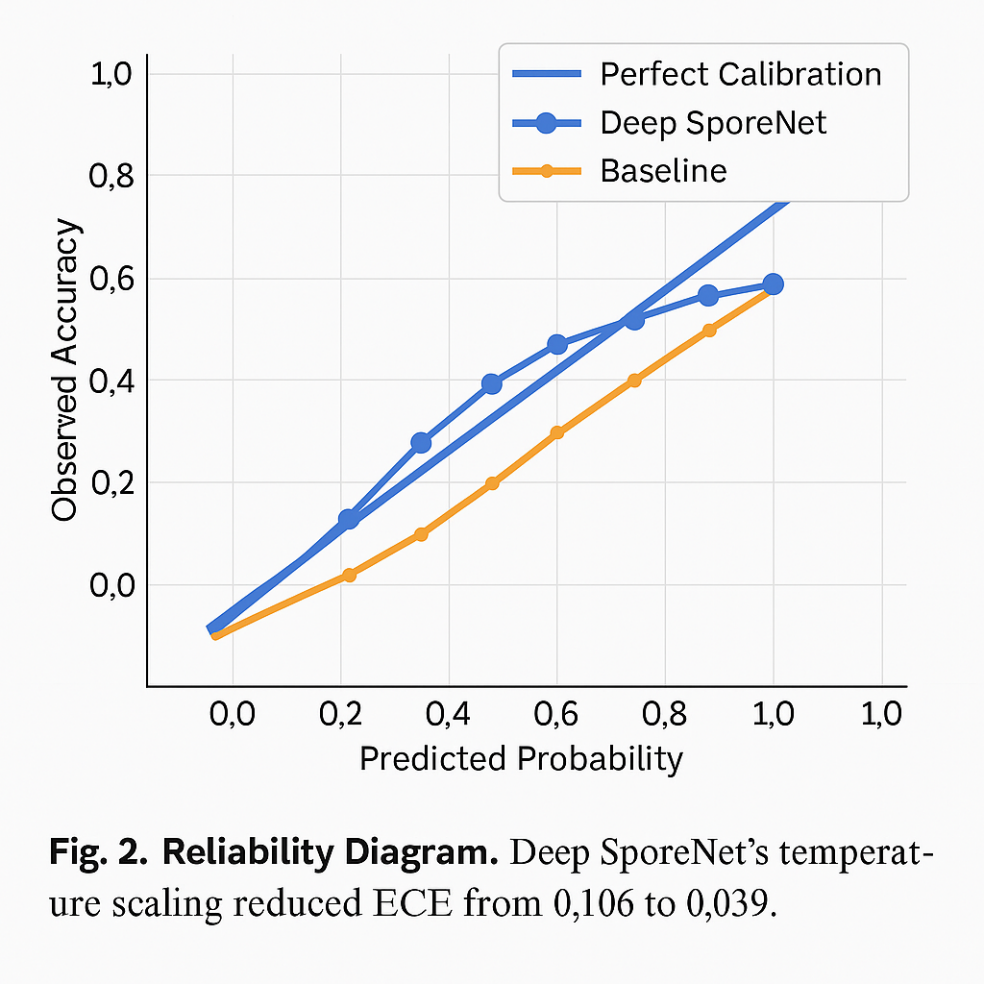 Perfect Calibration
Deep SporeNet
Baseline
1,0
0,8
0,6
0,4
0,2
0,0
Observed Accuracy
0,0 0,2 0,4 0,6 0,8 1,0 1,0
Predicted Probability
Fig. 2. Reliability Diagram. Deep SporeNet’s temperat-
ure scaling reduced ECE from 0,106 to 0,039.